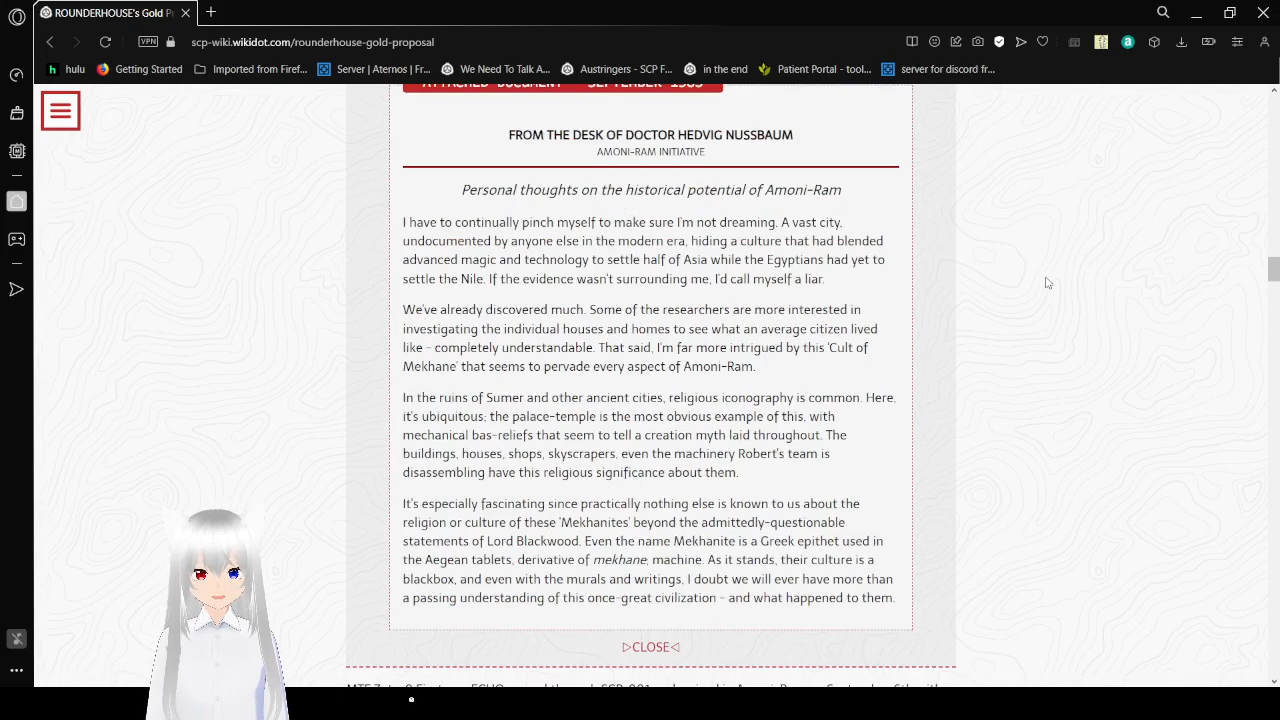 ROUNDERHOUSE's Gold P
VPN
scp-wiki.wikidot.com/rounderhouse-gold-proposal
h hulu
Getting Started
Imported from Firef...
Server | Aternos | Fr...
We Need To Talk A...
Austringers - SCP F...
in the end
Patient Portal - tool...
server for discord fr...
ATTACHED DOCUMENT - SEPTEMBER 1985
FROM THE DESK OF DOCTOR HEDVIG NUSSBAUM
AMONI-RAM INITIATIVE
Personal thoughts on the historical potential of Amoni-Ram
I have to continually pinch myself to make sure I'm not dreaming. A vast city,
undocumented by anyone else in the modern era, hiding a culture that had blended
advanced magic and technology to settle half of Asia while the Egyptians had yet to
settle the Nile. If the evidence wasn't surrounding me, I'd call myself a liar.
We've already discovered much. Some of the researchers are more interested in
investigating the individual houses and homes to see what an average citizen lived
like – completely understandable. That said, I'm far more intrigued by this 'Cult of
Mekhane' that seems to pervade every aspect of Amoni-Ram.
In the ruins of Sumer and other ancient cities, religious iconography is common. Here,
it's ubiquitous; the palace-temple is the most obvious example of this, with
mechanical bas-reliefs that seem to tell a creation myth laid throughout. The
buildings, houses, shops, skyscrapers, even the machinery Robert's team is
disassembling have this religious significance about them.
It's especially fascinating since practically nothing else is known to us about the
religion or culture of these 'Mekhanites' beyond the admittedly-questionable
statements of Lord Blackwood. Even the name Mekhanite is a Greek epithet used in
the Aegean tablets, derivative of mekhane, machine. As it stands, their culture is a
blackbox, and even with the murals and writings, I doubt we will ever have more than
a passing understanding of this once-great civilization – and what happened to them.
▷CLOSE◁